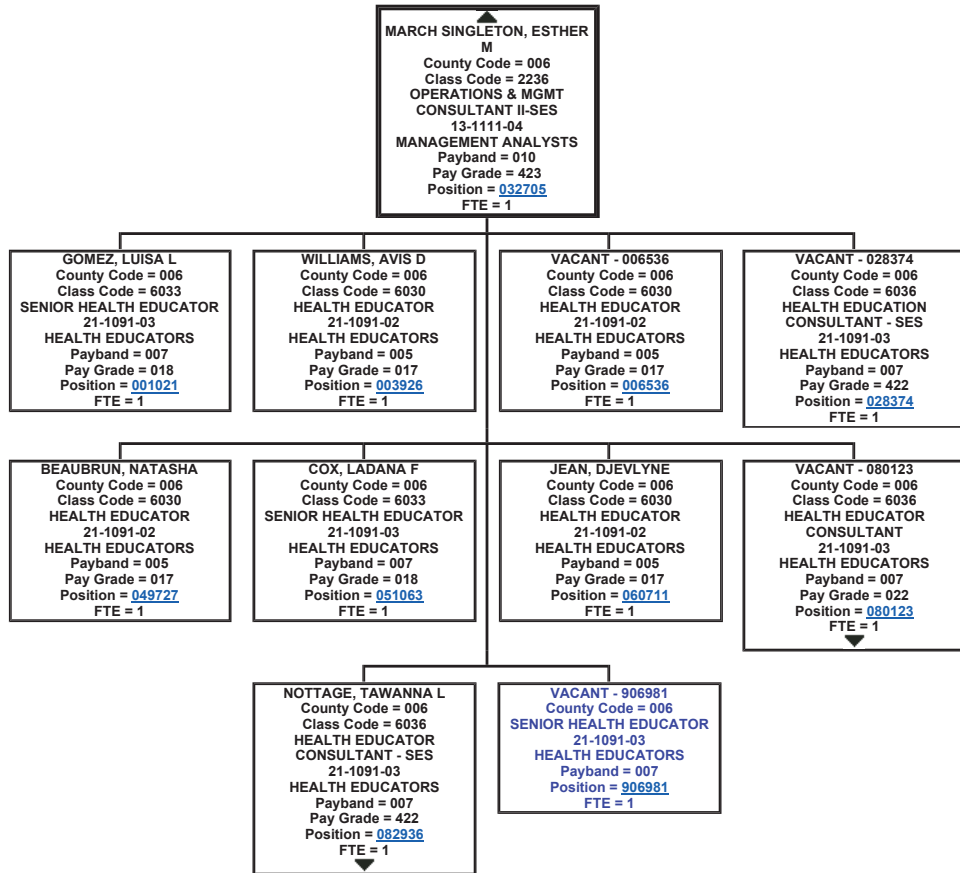 MARCH SINGLETON, ESTHER
M
County Code = 006
Class Code = 2236
OPERATIONS & MGMT
CONSULTANT II-SES
13-1111-04
MANAGEMENT ANALYSTS
Payband = 010
Pay Grade = 423
Position = 032705
FTE = 1
GOMEZ, LUISA L
County Code = 006
Class Code = 6033
SENIOR HEALTH EDUCATOR
21-1091-03
HEALTH EDUCATORS
Payband = 007
Pay Grade = 018
Position = 001021
FTE = 1
WILLIAMS, AVIS D
County Code = 006
Class Code = 6030
HEALTH EDUCATOR
21-1091-02
HEALTH EDUCATORS
Payband = 005
Pay Grade = 017
Position = 003926
FTE = 1
VACANT - 006536
County Code = 006
Class Code = 6030
HEALTH EDUCATOR
21-1091-02
HEALTH EDUCATORS
Payband = 005
Pay Grade = 017
Position = 006536
FTE = 1
VACANT - 028374
County Code = 006
Class Code = 6036
HEALTH EDUCATION
CONSULTANT - SES
21-1091-03
HEALTH EDUCATORS
Payband = 007
Pay Grade = 422
Position = 028374
FTE = 1
BEAUBRUN, NATASHA
County Code = 006
Class Code = 6030
HEALTH EDUCATOR
21-1091-02
HEALTH EDUCATORS
Payband = 005
Pay Grade = 017
Position = 049727
FTE = 1
COX, LADANA F
County Code = 006
Class Code = 6033
SENIOR HEALTH EDUCATOR
21-1091-03
HEALTH EDUCATORS
Payband = 007
Pay Grade = 018
Position = 051063
FTE = 1
JEAN, DJEVLYNE
County Code = 006
Class Code = 6030
HEALTH EDUCATOR
21-1091-02
HEALTH EDUCATORS
Payband = 005
Pay Grade = 017
Position = 060711
FTE = 1
VACANT - 080123
County Code = 006
Class Code = 6036
HEALTH EDUCATOR
CONSULTANT
21-1091-03
HEALTH EDUCATORS
Payband = 007
Pay Grade = 022
Position = 080123
FTE = 1
NOTTAGE, TAWANNA L
County Code = 006
Class Code = 6036
HEALTH EDUCATOR
CONSULTANT - SES
21-1091-03
HEALTH EDUCATORS
Payband = 007
Pay Grade = 422
Position = 082936
FTE = 1
VACANT - 906981
County Code = 006
SENIOR HEALTH EDUCATOR
21-1091-03
HEALTH EDUCATORS
Payband = 007
Position = 906981
FTE = 1